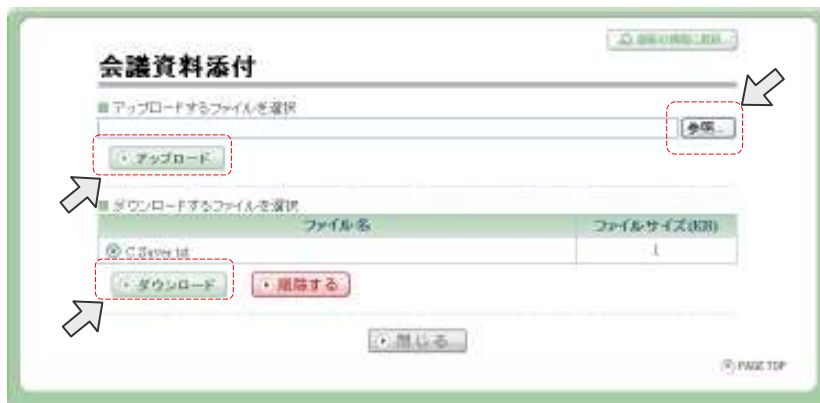 会議資料添付
アップロードするファイルを選択
参照...
アップロード
ダウンロードするファイルを選択
ファイル名 ファイルサイズ(KB)
1
ダウンロード 削除する
閉じる
PAGE TOP